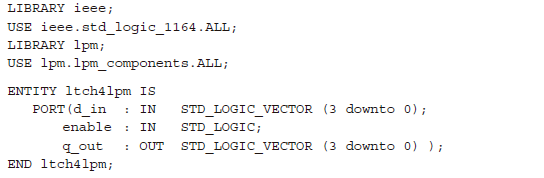 LIBRARY ieee;
USE ieee.std_logic_1164.ALL;
LIBRARY lpm;
USE lpm.lpm_components.ALL;
ENTITY ltch4lpm IS
PORT(d_in : IN STD_LOGIC_VECTOR (3 downto 0);
enable : IN STD_LOGIC;
q_out : OUT STD_LOGIC_VECTOR (3 downto 0) );
END ltch4lpm;